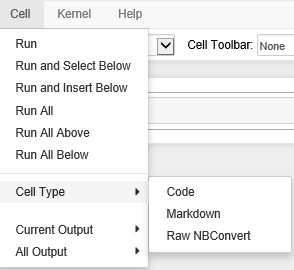 Cell Kernel Help
Cell Toolbar: None
Run
Run and Select Below
Run and Insert Below
Run All
Run All Above
Run All Below
Cell Type
Code
Markdown
Raw NBConvert
Current Output
All Output